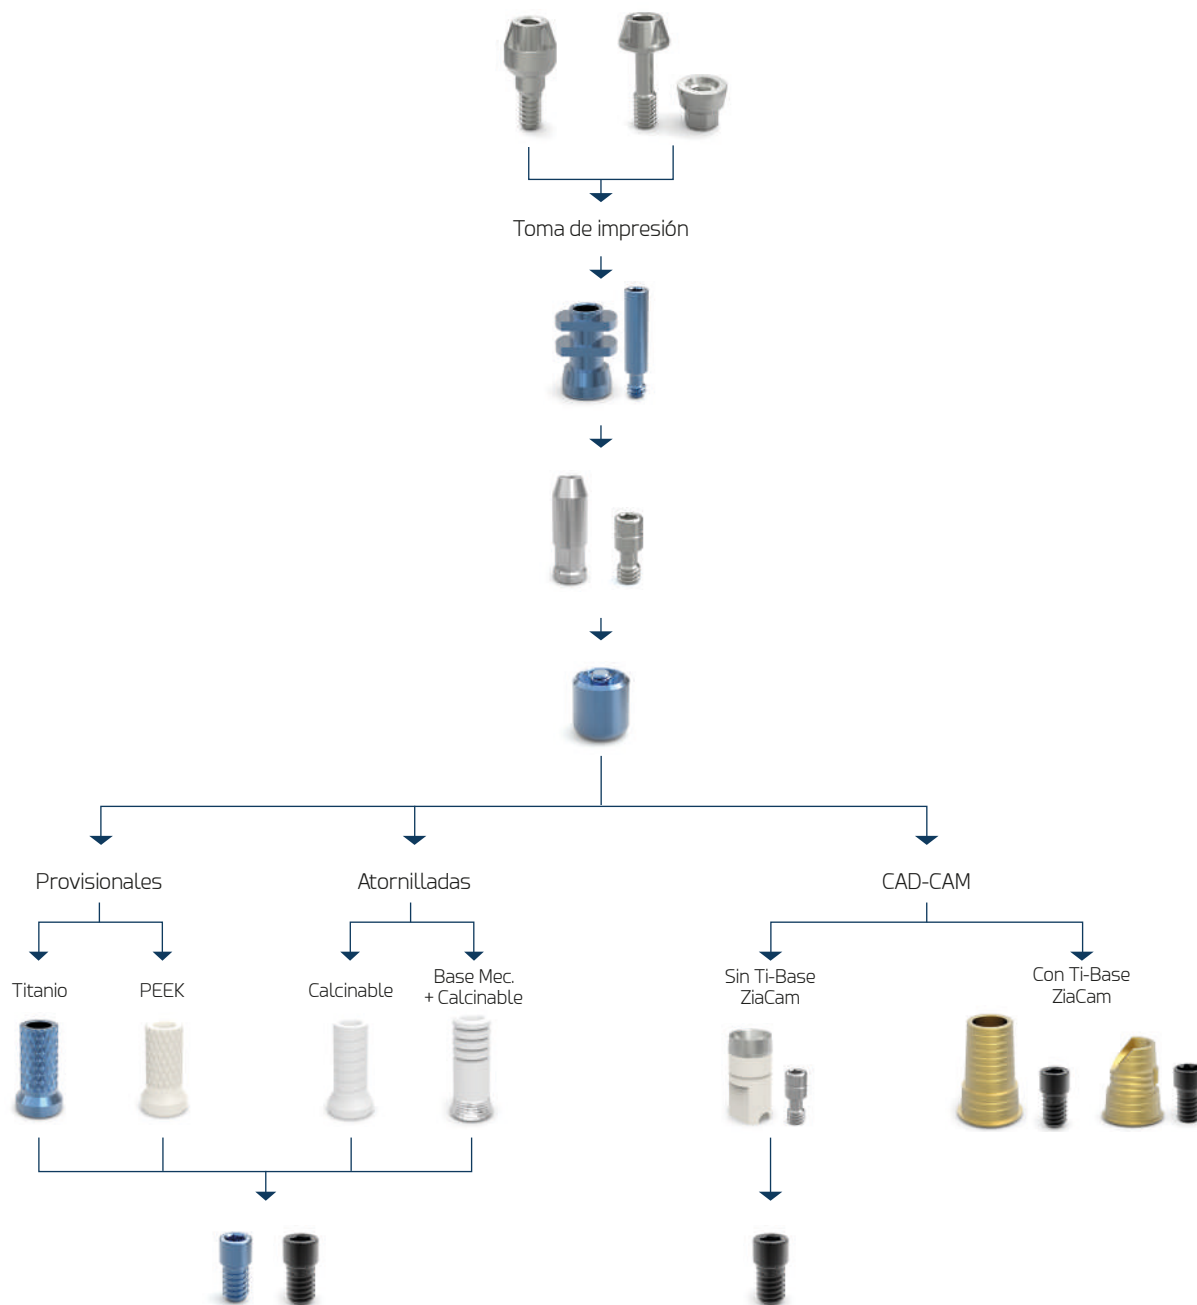 Toma de impresión
Provisionales
Atornilladas
CAD-CAM
Titanio
PEEK
Calcinable
Base Mec.
+ Calcinable
Sin Ti-Base
ZiaCam
Con Ti-Base
ZiaCam